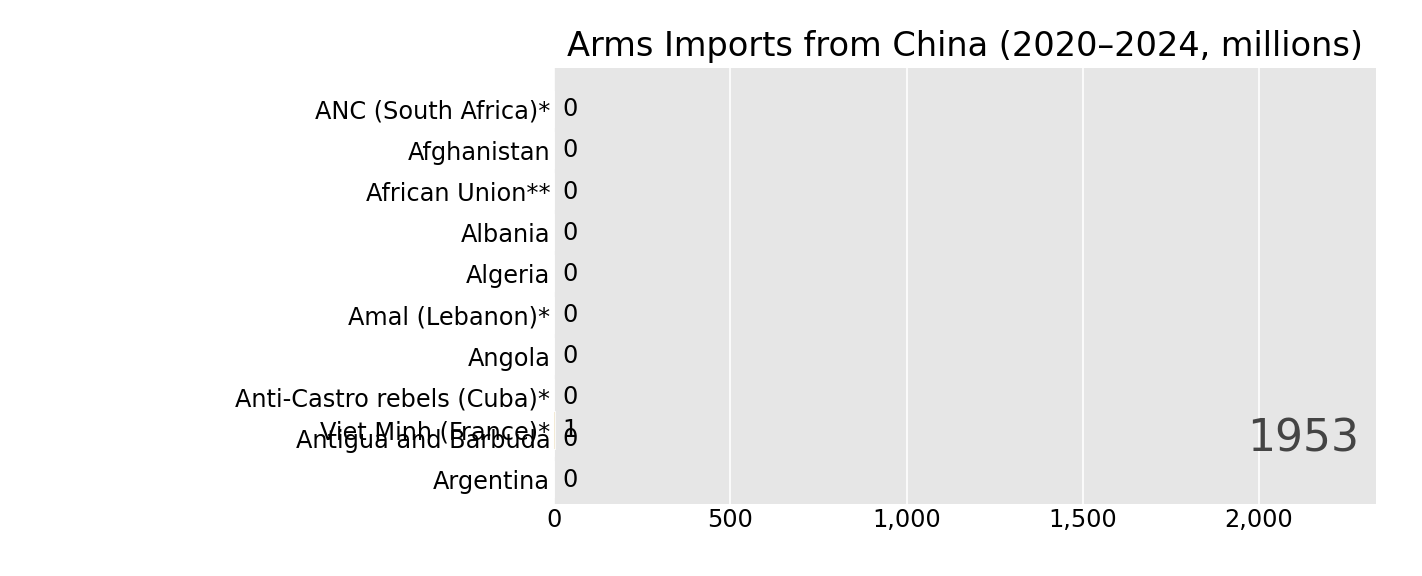 Arms Imports from China (2020–2024, millions)
ANC (South Africa)* 0
Afghanistan 0
African Union** 0
Albania 0
Algeria 0
Amal (Lebanon)* 0
Angola 0
Anti-Castro rebels (Cuba)* 0
Viet Minh (France)* 1
Antigua and Barbuda 0
1953
Argentina 0
0 500 1,000 1,500 2,000